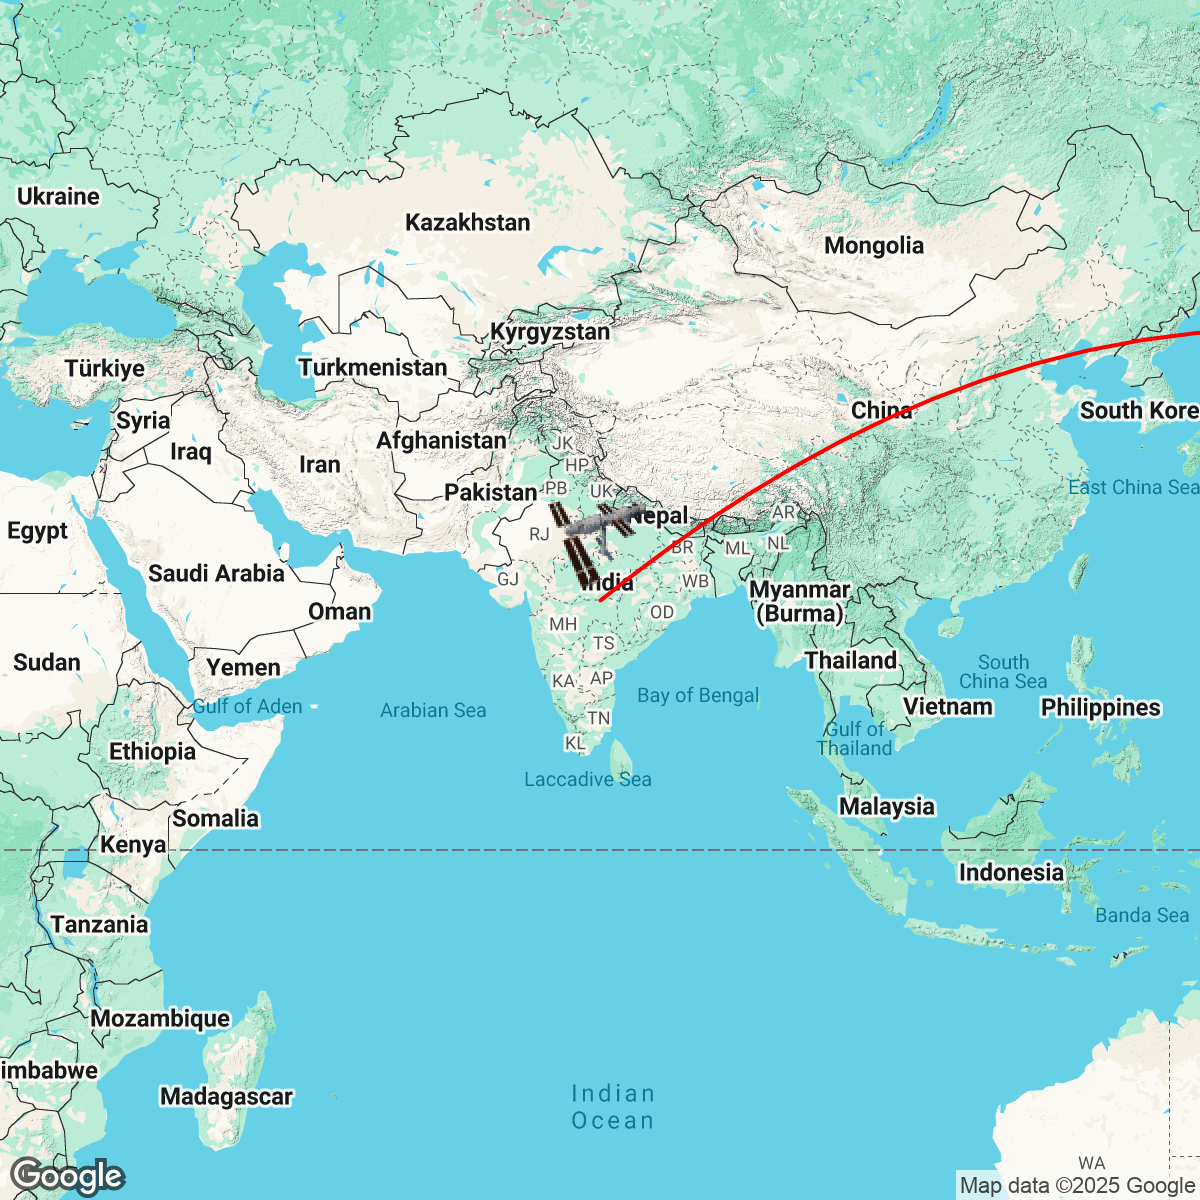 Ukraine
Kazakhstan
Mongolia
Kyrgyzstan
Türkiye
Turkmenistan
Syria
China
South Kore
Iraq
Afghanistan
JK
Iran
HP
Pakistan
PB
UK
East China Sea
Egypt
RJ
Nepal
AR
BR
ML
NL
Saudi Arabia
GJ
India
WB
Myanmar
(Burma)
Oman
MH
OD
TS
Sudan
Yemen
Thailand
South
China Sea
KA
AP
Gulf of Aden
Arabian Sea
Bay of Bengal
Vietnam
Philippines
TN
Gulf of
Thailand
KL
Ethiopia
Laccadive Sea
Malaysia
Somalia
Kenya
Indonesia
Banda Sea
Tanzania
Mozambique
imbabwe
Madagascar
Indian
Ocean
WA
Google
Map data ©2025 Google